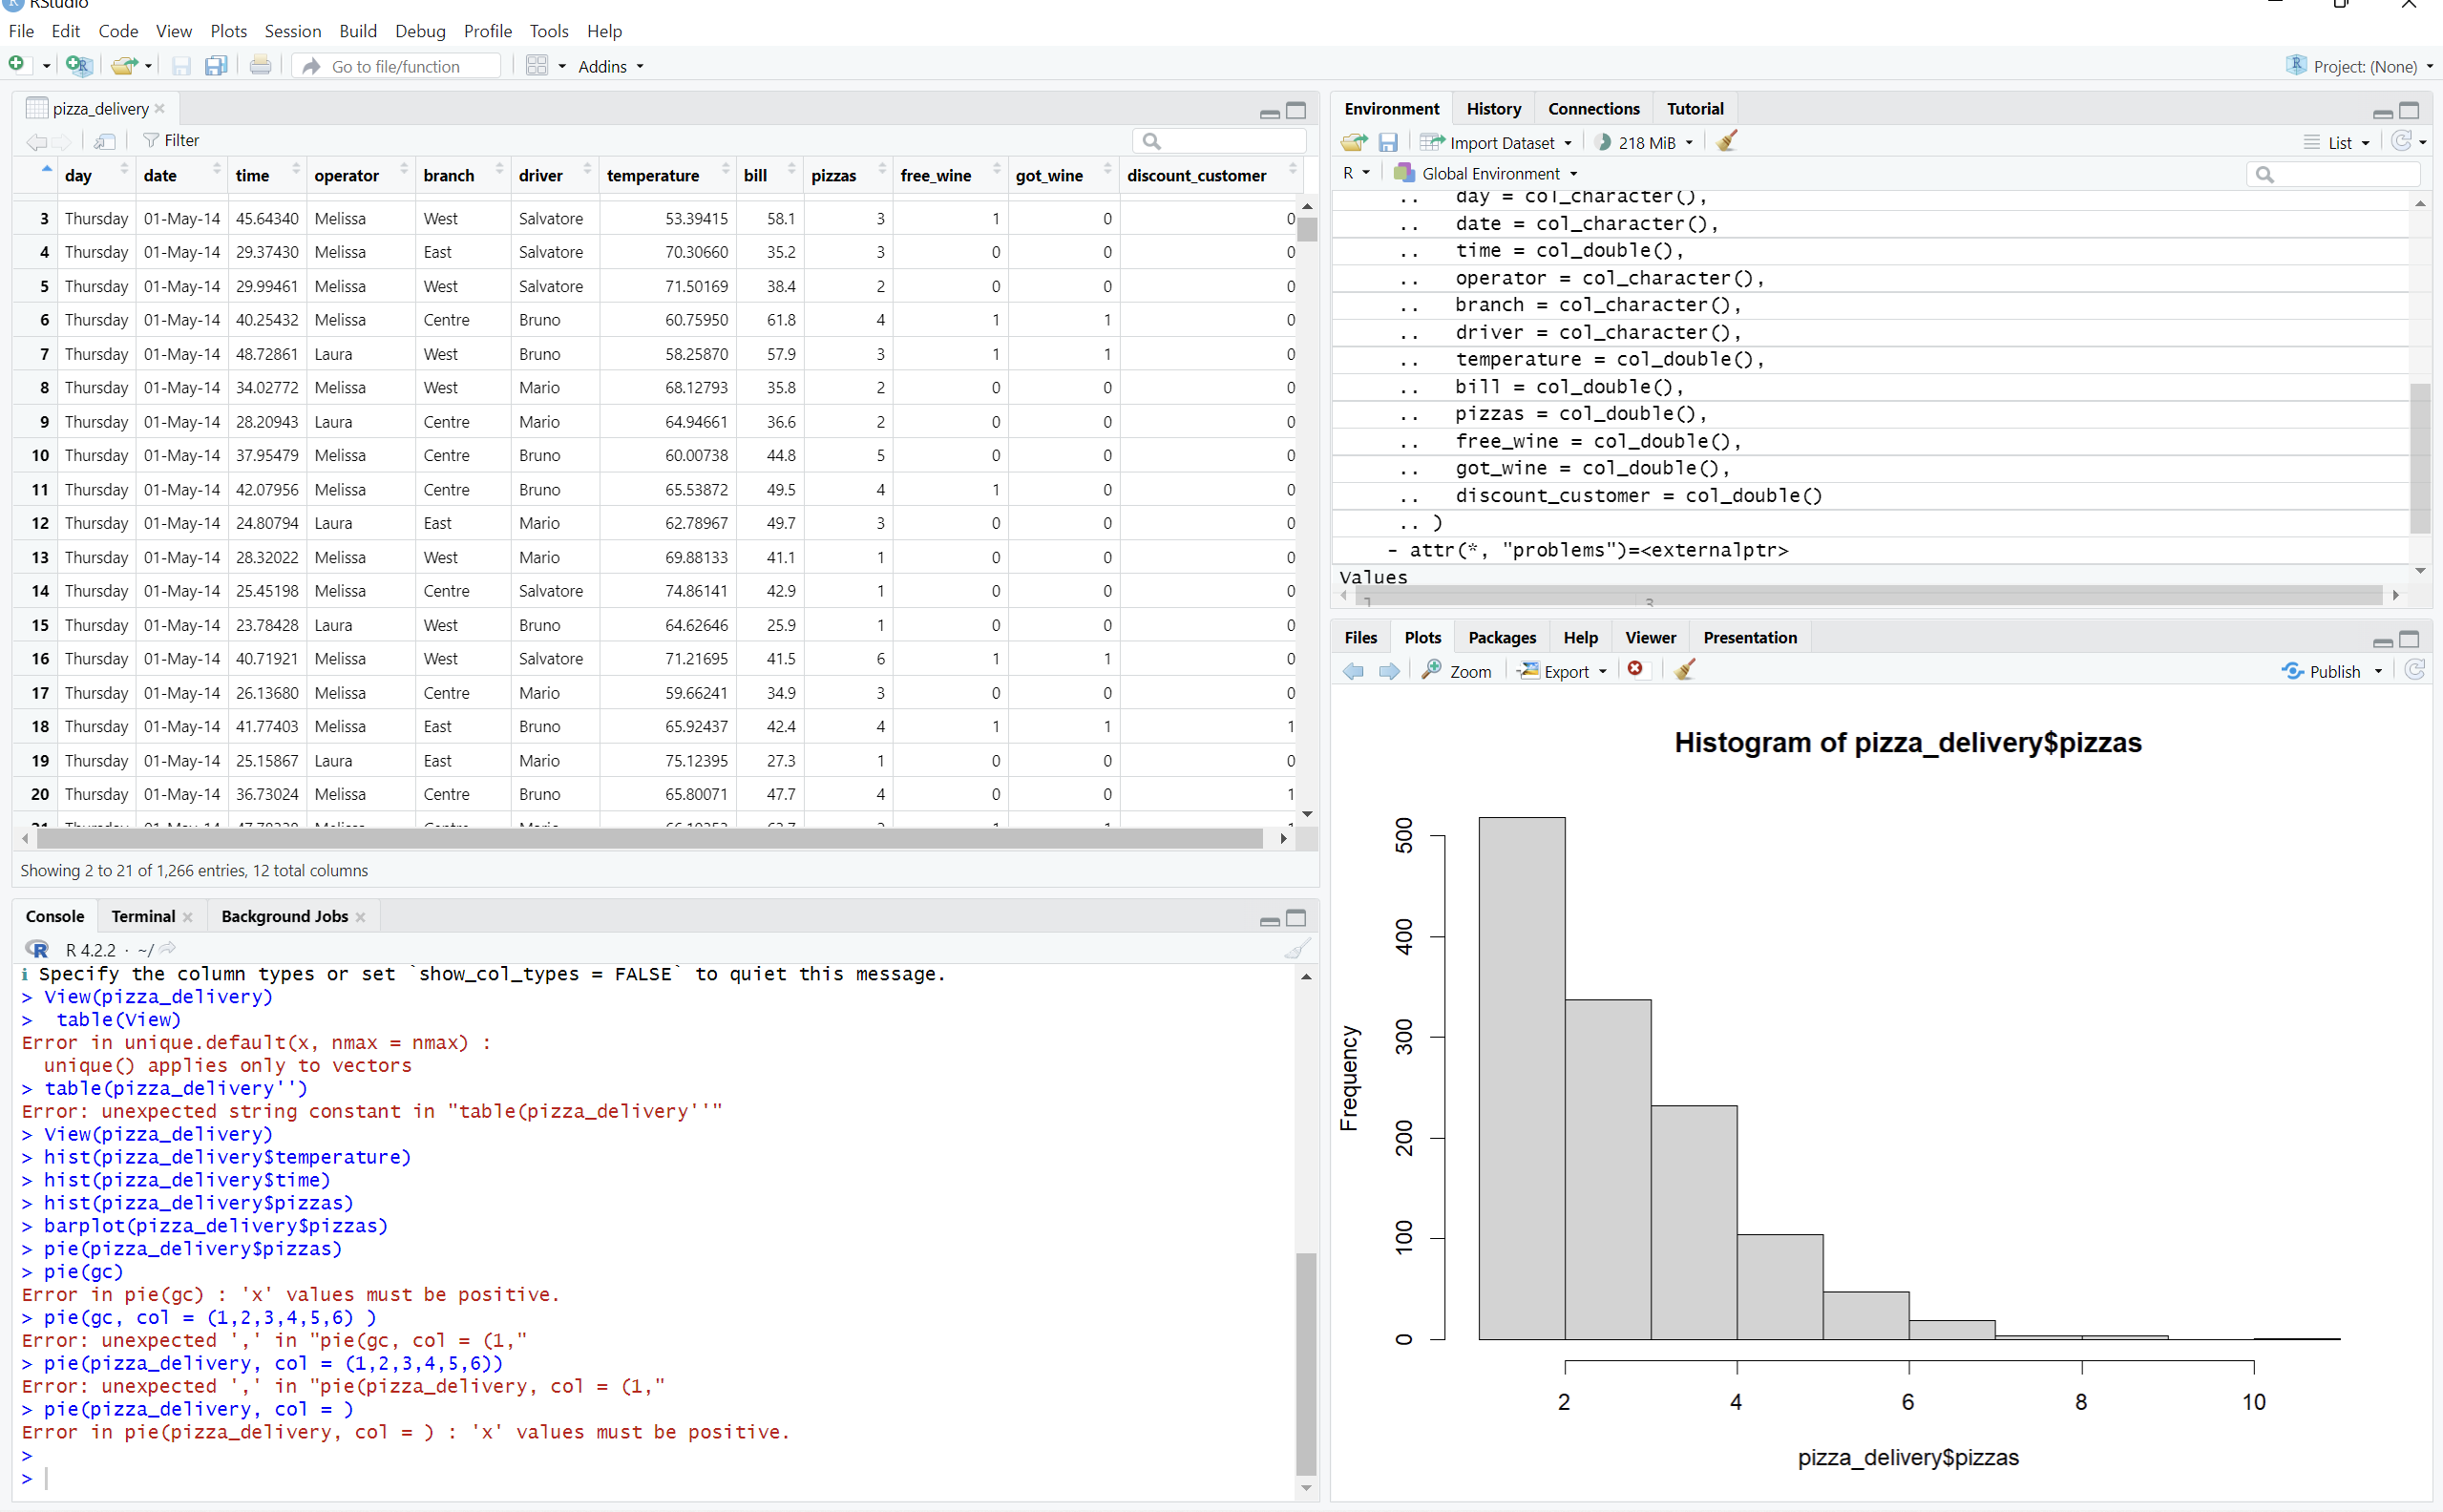 RStudio
File Edit Code View Plots Session Build Debug Profile Tools Help
Go to file/function Addins Project: (None)
pizza_delivery
Filter
day date time operator branch driver temperature bill pizzas free_wine got_wine discount_customer
3 Thursday 01-May-14 45.64340 Melissa West Salvatore 53.39415 58.1 3 1 0 0
4 Thursday 01-May-14 29.37430 Melissa East Salvatore 70.30660 35.2 3 0 0 0
5 Thursday 01-May-14 29.99461 Melissa West Salvatore 71.50169 38.4 2 0 0 0
6 Thursday 01-May-14 40.25432 Melissa Centre Bruno 60.75950 61.8 4 1 1 0
7 Thursday 01-May-14 48.72861 Laura West Bruno 58.25870 57.9 3 1 1 0
8 Thursday 01-May-14 34.02772 Melissa West Mario 68.12793 35.8 2 0 0 0
9 Thursday 01-May-14 28.20943 Laura Centre Mario 64.94661 36.6 2 0 0 0
10 Thursday 01-May-14 37.95479 Melissa Centre Bruno 60.00738 44.8 5 0 0 0
11 Thursday 01-May-14 42.07956 Melissa Centre Bruno 65.53872 49.5 4 1 0 0
12 Thursday 01-May-14 24.80794 Laura East Mario 62.78967 49.7 3 0 0 0
13 Thursday 01-May-14 28.32022 Melissa West Mario 69.88133 41.1 1 0 0 0
14 Thursday 01-May-14 25.45198 Melissa Centre Salvatore 74.86141 42.9 1 0 0 0
15 Thursday 01-May-14 23.78428 Laura West Bruno 64.62646 25.9 1 0 0 0
16 Thursday 01-May-14 40.71921 Melissa West Salvatore 71.21695 41.5 6 1 1 0
17 Thursday 01-May-14 26.13680 Melissa Centre Mario 59.66241 34.9 3 0 0 0
18 Thursday 01-May-14 41.77403 Melissa East Bruno 65.92437 42.4 4 1 1 1
19 Thursday 01-May-14 25.15867 Laura East Mario 75.12395 27.3 1 0 0 0
20 Thursday 01-May-14 36.73024 Melissa Centre Bruno 65.80071 47.7 4 0 0 1
Showing 2 to 21 of 1,266 entries, 12 total columns
Console Terminal Background Jobs
R 4.2.2 · ~/
i Specify the column types or set `show_col_types = FALSE` to quiet this message.
> View(pizza_delivery)
>  table(View)
Error in unique.default(x, nmax = nmax) :
  unique() applies only to vectors
> table(pizza_delivery'')
Error: unexpected string constant in "table(pizza_delivery''"
> View(pizza_delivery)
> hist(pizza_delivery$temperature)
> hist(pizza_delivery$time)
> hist(pizza_delivery$pizzas)
> barplot(pizza_delivery$pizzas)
> pie(pizza_delivery$pizzas)
> pie(gc)
Error in pie(gc) : 'x' values must be positive.
> pie(gc, col = (1,2,3,4,5,6) )
Error: unexpected ',' in "pie(gc, col = (1,"
> pie(pizza_delivery, col = (1,2,3,4,5,6))
Error: unexpected ',' in "pie(pizza_delivery, col = (1,"
> pie(pizza_delivery, col = )
Error in pie(pizza_delivery, col = ) : 'x' values must be positive.
>
>
Environment History Connections Tutorial
Import Dataset 218 MiB List
R Global Environment
.. day = col_character(),
.. date = col_character(),
.. time = col_double(),
.. operator = col_character(),
.. branch = col_character(),
.. driver = col_character(),
.. temperature = col_double(),
.. bill = col_double(),
.. pizzas = col_double(),
.. free_wine = col_double(),
.. got_wine = col_double(),
.. discount_customer = col_double()
.. )
- attr(*, "problems")=<externalptr>
Values
Files Plots Packages Help Viewer Presentation
Zoom Export Publish
Histogram of pizza_delivery$pizzas
Frequency
500
400
300
200
100
0
2 4 6 8 10
pizza_delivery$pizzas